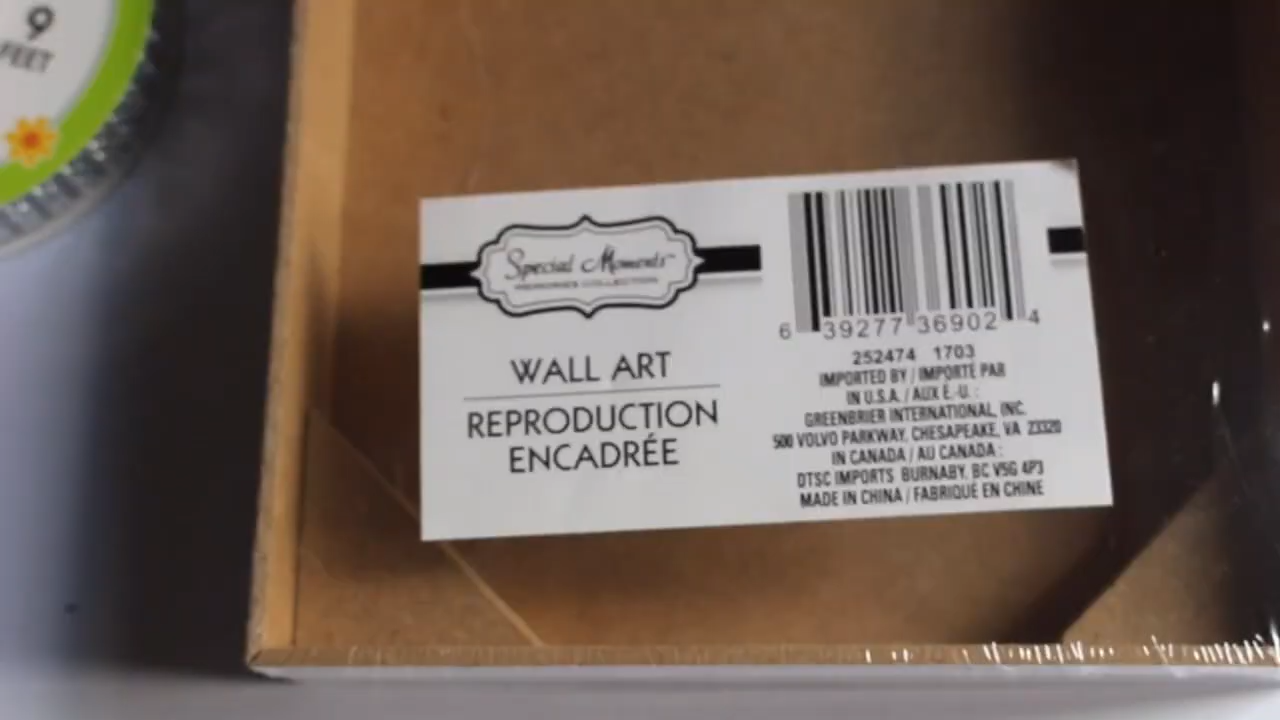 9
FEET
Special Moments™
MEMORIES COLLECTION
WALL ART
REPRODUCTION
ENCADRÉE
6 39277 36902 4
252474 1703
IMPORTED BY / IMPORTÉ PAR
IN U.S.A. / AUX É.-U. :
GREENBRIER INTERNATIONAL, INC.
500 VOLVO PARKWAY, CHESAPEAKE, VA 23320
IN CANADA / AU CANADA :
DTSC IMPORTS BURNABY, BC V5G 4P3
MADE IN CHINA / FABRIQUÉ EN CHINE